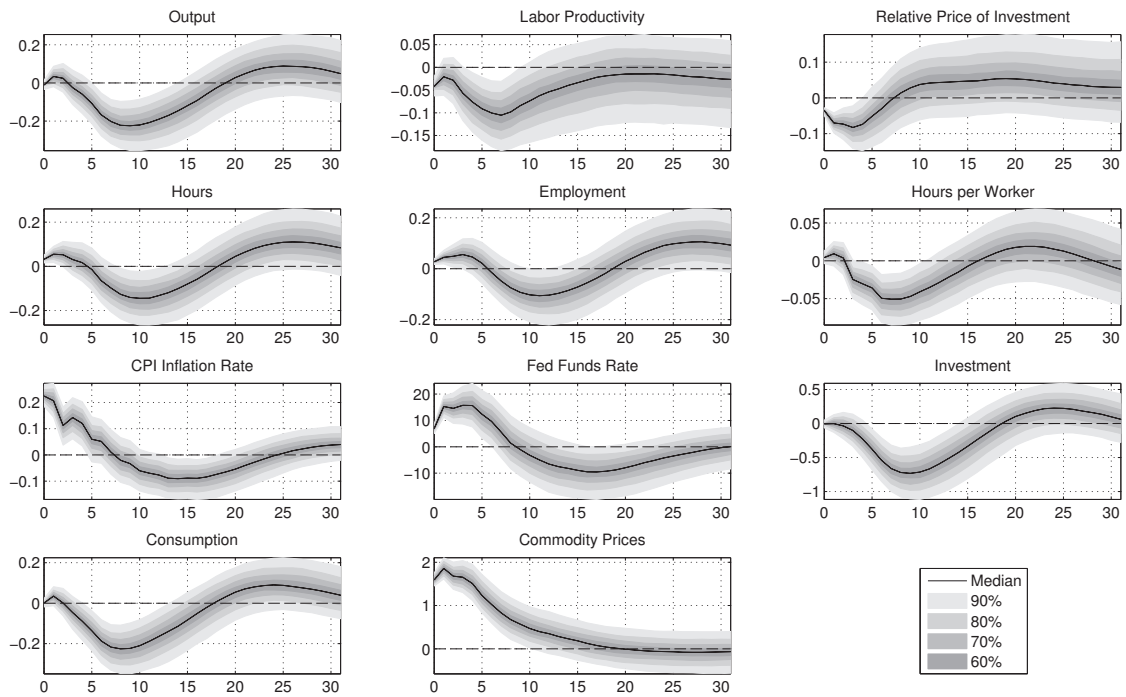 Output
0.2
0
−0.2
0 5 10 15 20 25 30
Labor Productivity
0.05
0
−0.05
−0.1
−0.15
0 5 10 15 20 25 30
Relative Price of Investment
0.1
0
−0.1
0 5 10 15 20 25 30
Hours
0.2
0
−0.2
0 5 10 15 20 25 30
Employment
0.2
0
−0.2
0 5 10 15 20 25 30
Hours per Worker
0.05
0
−0.05
0 5 10 15 20 25 30
CPI Inflation Rate
0.2
0.1
0
−0.1
0 5 10 15 20 25 30
Fed Funds Rate
20
10
0
−10
0 5 10 15 20 25 30
Investment
0.5
0
−0.5
−1
0 5 10 15 20 25 30
Consumption
0.2
0
−0.2
0 5 10 15 20 25 30
Commodity Prices
2
1
0
0 5 10 15 20 25 30
Median
90%
80%
70%
60%